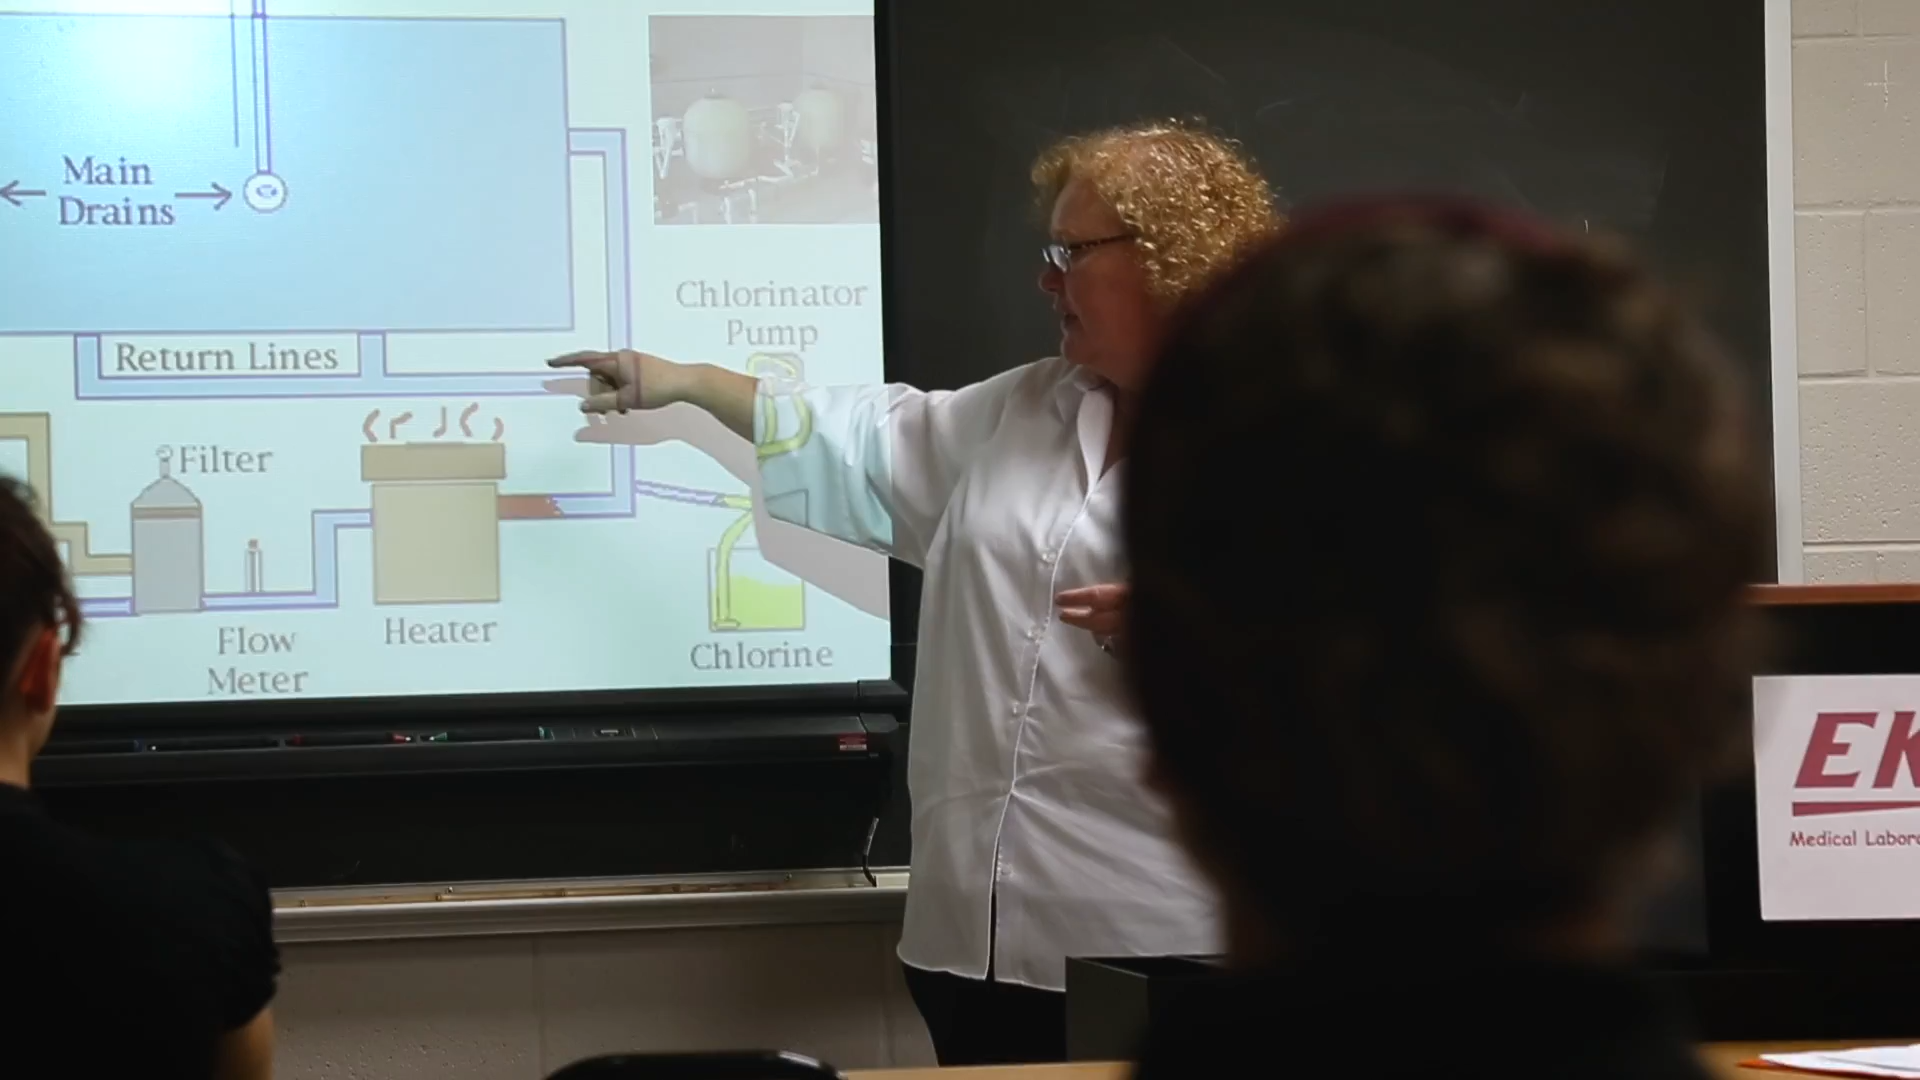 Main
Drains
Return Lines
Chlorinator
Pump
Filter
Flow
Meter
Heater
Chlorine
EK
Medical Labor